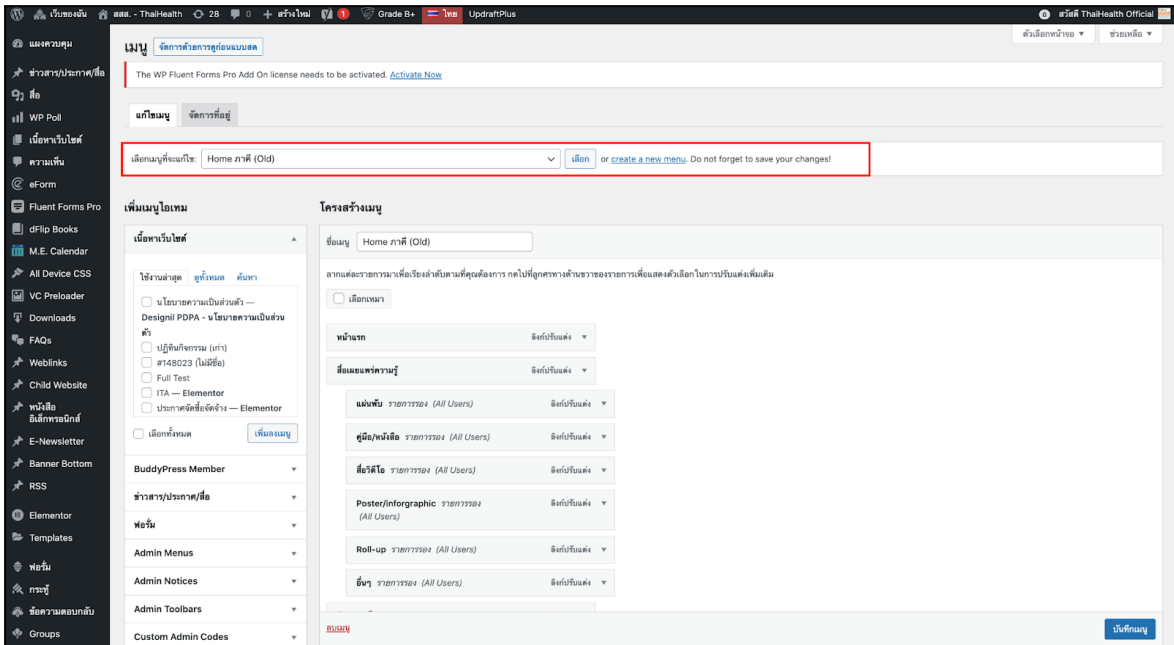 เว็บของฉัน สสส. - ThaiHealth 28 0 + สร้างใหม่ 1 Grade B+ ไทย UpdraftPlus 0 สวัสดี ThaiHealth Official
ตัวเลือกหน้าจอ ▼ ช่วยเหลือ ▼
แผงควบคุม
ข่าวสาร/ประกาศ/สื่อ
สื่อ
WP Poll
เนื้อหาเว็บไซต์
ความเห็น
eForm
Fluent Forms Pro
dFlip Books
M.E. Calendar
All Device CSS
VC Preloader
Downloads
FAQs
Weblinks
Child Website
หนังสือ
อิเล็กทรอนิกส์
E-Newsletter
Banner Bottom
RSS
Elementor
Templates
ฟอรั่ม
กระทู้
ข้อความตอบกลับ
Groups
เมนู จัดการด้วยการดูก่อนแบบสด
The WP Fluent Forms Pro Add On license needs to be activated. Activate Now
แก้ไขเมนู จัดการที่อยู่
เลือกเมนูที่จะแก้ไข: Home ภาคี (Old) เลือก or create a new menu. Do not forget to save your changes!
เพิ่มเมนูไอเทม
เนื้อหาเว็บไซต์ ▲
ใช้งานล่าสุด ดูทั้งหมด ค้นหา
นโยบายความเป็นส่วนตัว —
Designil PDPA - นโยบายความเป็นส่วน
ตัว
ปฏิทินกิจกรรม (เก่า)
#148023 (ไม่มีชื่อ)
Full Test
ITA — Elementor
ประกาศจัดซื้อจัดจ้าง — Elementor
เลือกทั้งหมด เพิ่มลงเมนู
BuddyPress Member ▼
ข่าวสาร/ประกาศ/สื่อ ▼
ฟอรั่ม ▼
Admin Menus ▼
Admin Notices ▼
Admin Toolbars ▼
Custom Admin Codes ▼
โครงสร้างเมนู
ชื่อเมนู Home ภาคี (Old)
ลากแต่ละรายการมาเพื่อเรียงลำดับตามที่คุณต้องการ กดไปที่ลูกศรทางด้านขวาของรายการเพื่อแสดงตัวเลือกในการปรับแต่งเพิ่มเติม
เลือกเหมา
หน้าแรก ลิงก์ปรับแต่ง ▼
สื่อเผยแพร่ความรู้ ลิงก์ปรับแต่ง ▼
แผ่นพับ รายการรอง (All Users) ลิงก์ปรับแต่ง ▼
คู่มือ/หนังสือ รายการรอง (All Users) ลิงก์ปรับแต่ง ▼
สื่อวิดีโอ รายการรอง (All Users) ลิงก์ปรับแต่ง ▼
Poster/inforgraphic รายการรอง ลิงก์ปรับแต่ง ▼
(All Users)
Roll-up รายการรอง (All Users) ลิงก์ปรับแต่ง ▼
อื่นๆ รายการรอง (All Users) ลิงก์ปรับแต่ง ▼
ลบเมนู บันทึกเมนู